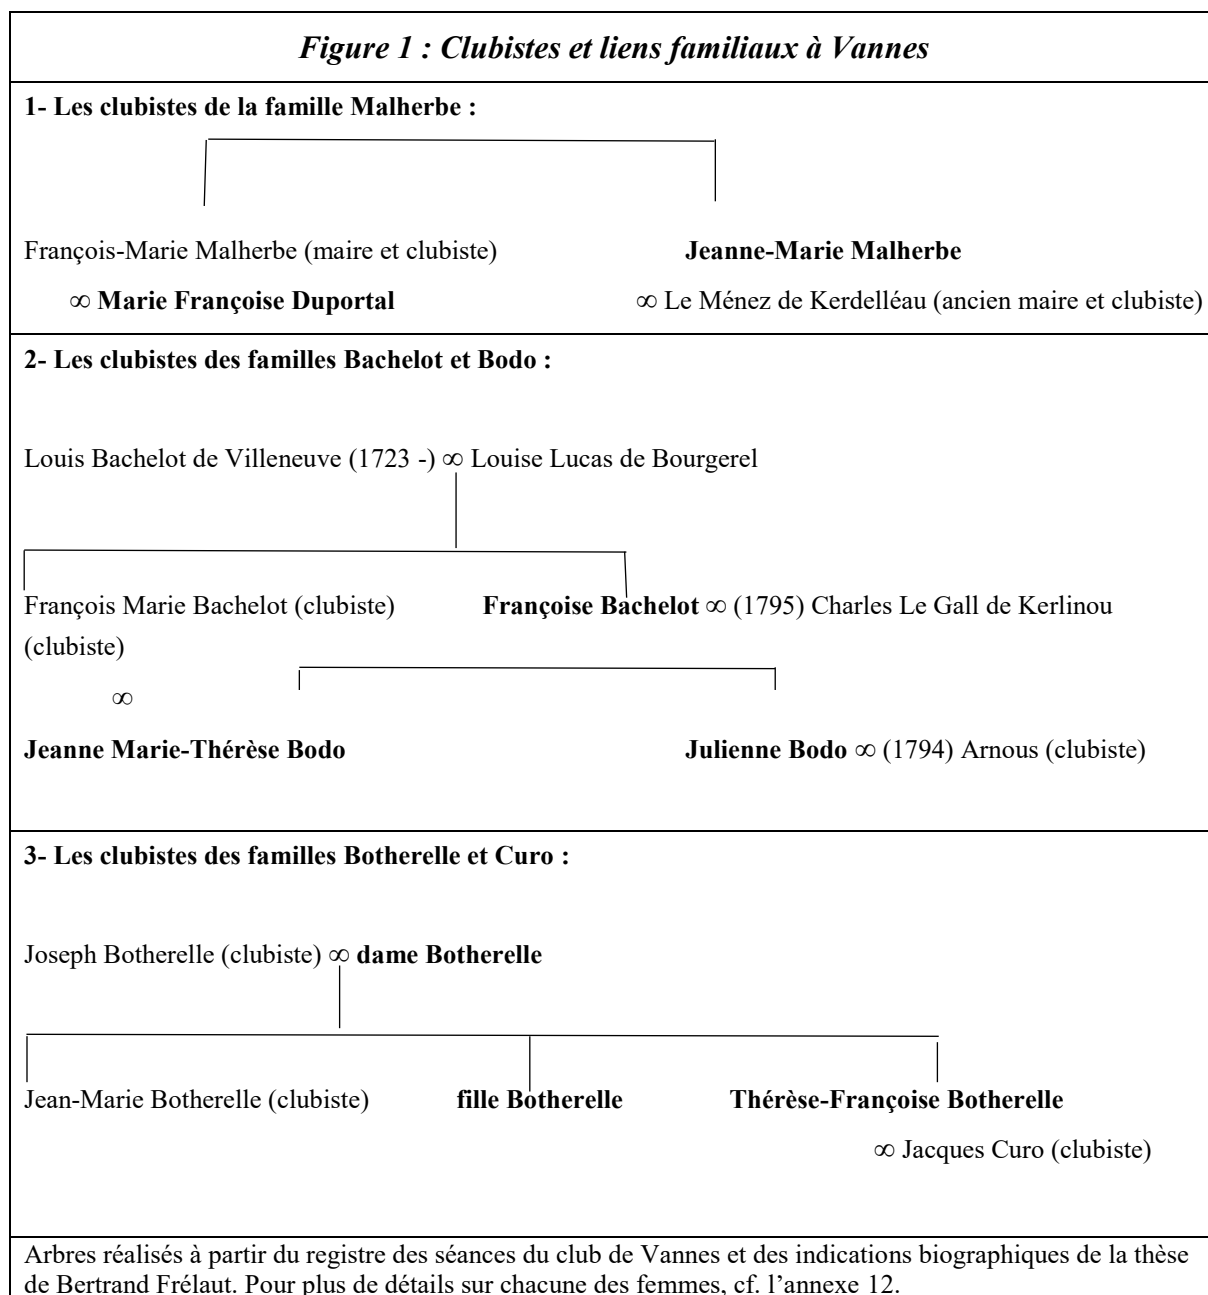 Figure 1 : Clubistes et liens familiaux à Vannes
1- Les clubistes de la famille Malherbe :
François-Marie Malherbe (maire et clubiste) Jeanne-Marie Malherbe
∞ Marie Françoise Duportal ∞ Le Ménez de Kerdelléau (ancien maire et clubiste)
2- Les clubistes des familles Bachelot et Bodo :
Louis Bachelot de Villeneuve (1723 -) ∞ Louise Lucas de Bourgerel
François Marie Bachelot (clubiste) Françoise Bachelot ∞ (1795) Charles Le Gall de Kerlinou
(clubiste)
∞
Jeanne Marie-Thérèse Bodo Julienne Bodo ∞ (1794) Arnous (clubiste)
3- Les clubistes des familles Botherelle et Curo :
Joseph Botherelle (clubiste) ∞ dame Botherelle
Jean-Marie Botherelle (clubiste) fille Botherelle Thérèse-Françoise Botherelle
∞ Jacques Curo (clubiste)
Arbres réalisés à partir du registre des séances du club de Vannes et des indications biographiques de la thèse
de Bertrand Frélaut. Pour plus de détails sur chacune des femmes, cf. l'annexe 12.